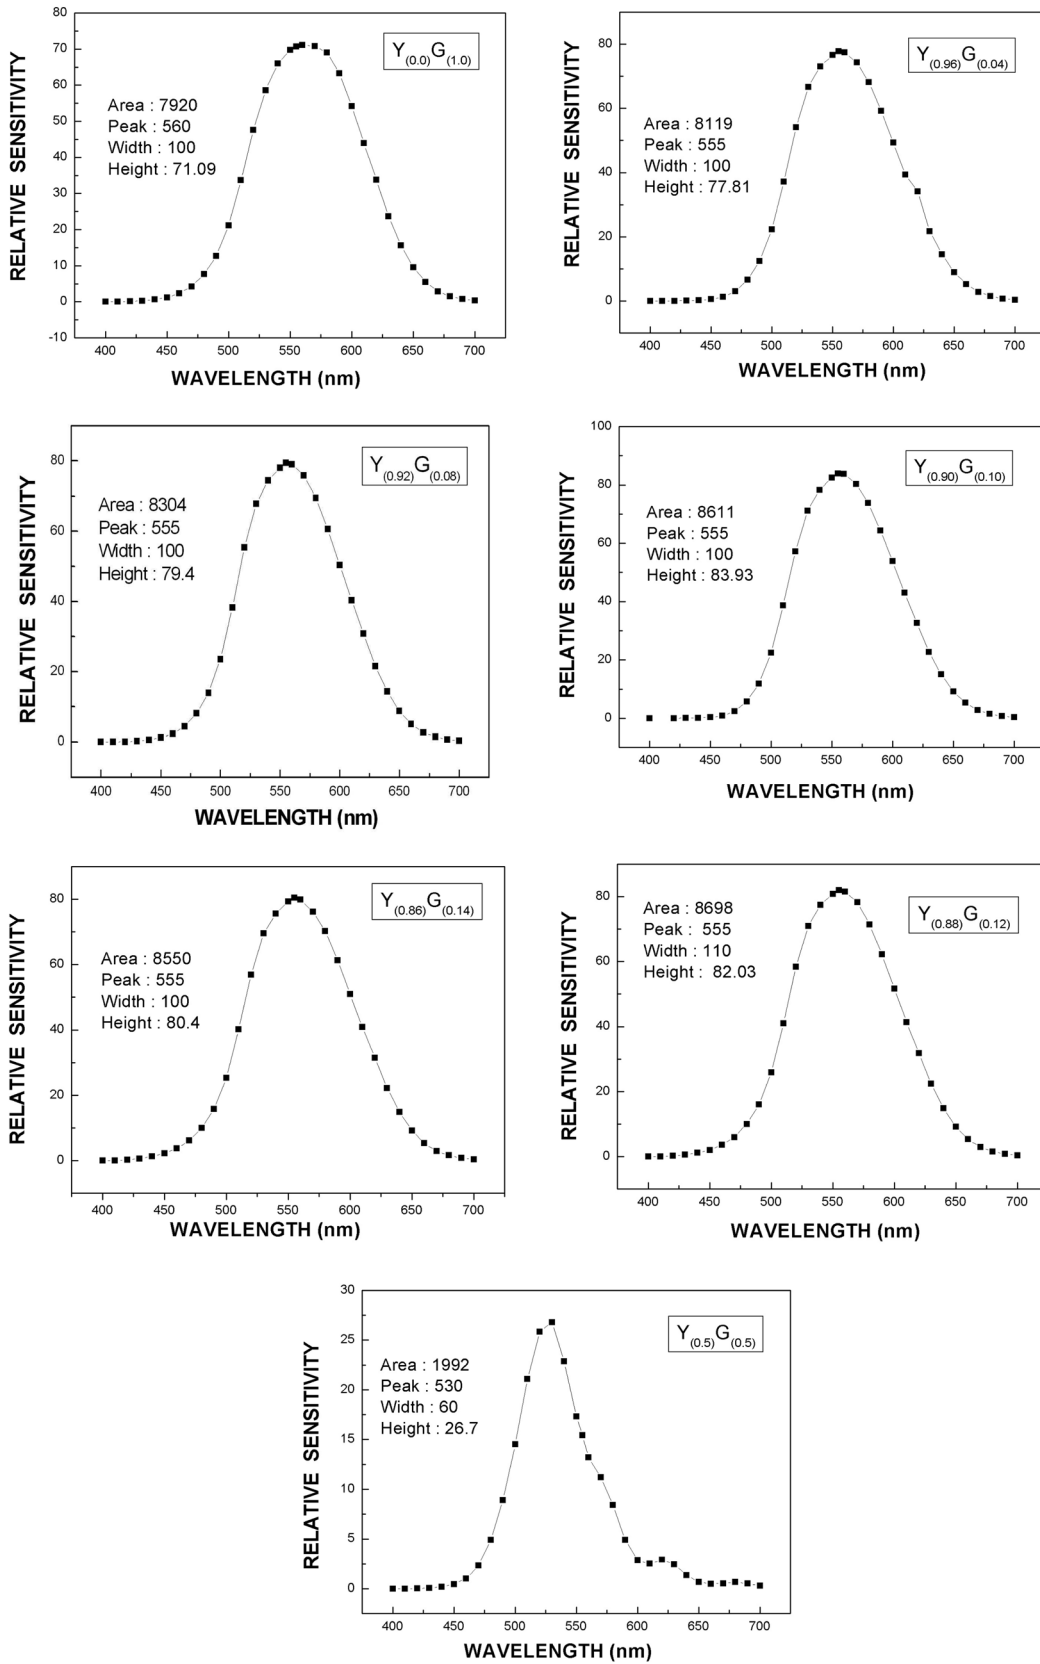 Y(0.0)G(1.0)
Area : 7920
Peak : 560
Width : 100
Height : 71.09
RELATIVE SENSITIVITY
80
70
60
50
40
30
20
10
0
-10
400 450 500 550 600 650 700
WAVELENGTH (nm)
Y(0.96)G(0.04)
Area : 8119
Peak : 555
Width : 100
Height : 77.81
RELATIVE SENSITIVITY
80
60
40
20
0
400 450 500 550 600 650 700
WAVELENGTH (nm)
Y(0.92)G(0.08)
Area : 8304
Peak : 555
Width : 100
Height : 79.4
RELATIVE SENSITIVITY
80
60
40
20
0
400 450 500 550 600 650 700
WAVELENGTH (nm)
Y(0.90)G(0.10)
Area : 8611
Peak : 555
Width : 100
Height : 83.93
RELATIVE SENSITIVITY
100
80
60
40
20
0
400 450 500 550 600 650 700
WAVELENGTH (nm)
Y(0.86)G(0.14)
Area : 8550
Peak : 555
Width : 100
Height : 80.4
RELATIVE SENSITIVITY
80
60
40
20
0
400 450 500 550 600 650 700
WAVELENGTH (nm)
Y(0.88)G(0.12)
Area : 8698
Peak : 555
Width : 110
Height : 82.03
RELATIVE SENSITIVITY
80
60
40
20
0
400 450 500 550 600 650 700
WAVELENGTH (nm)
Y(0.5)G(0.5)
Area : 1992
Peak : 530
Width : 60
Height : 26.7
RELATIVE SENSITIVITY
30
25
20
15
10
5
0
400 450 500 550 600 650 700
WAVELENGTH (nm)